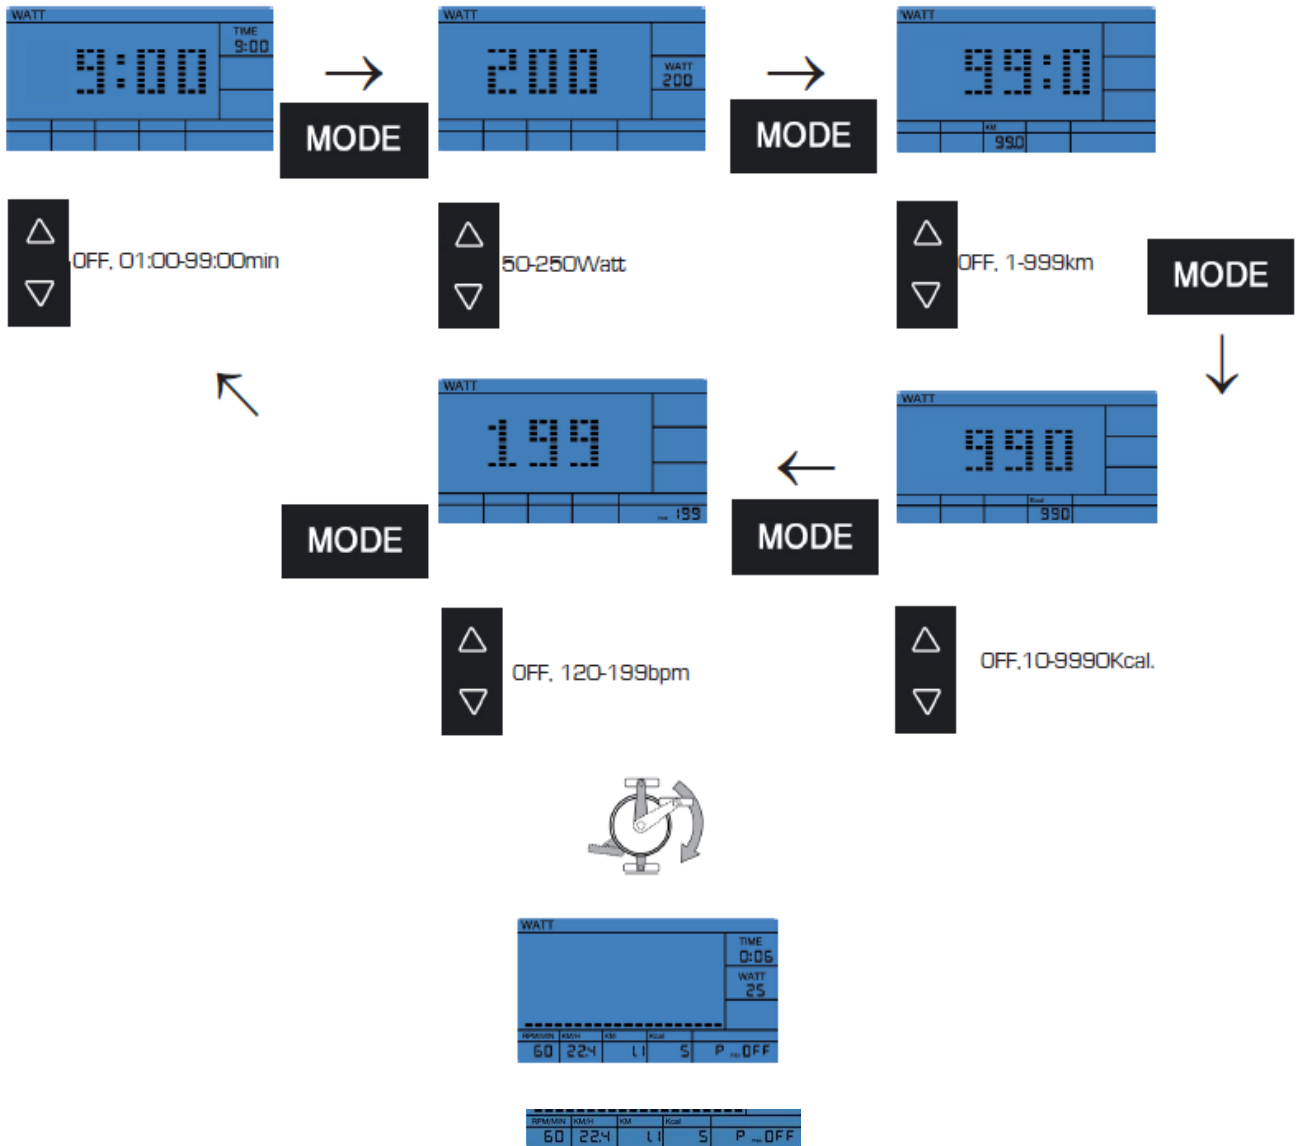 WATT
TIME
9:00
9:00
MODE
WATT
200
WATT
200
MODE
WATT
99:0
KM
99.0
OFF, 01:00-99:00min
50-250Watt
OFF, 1-999km
MODE
WATT
199
199
MODE
WATT
990
Kcal
990
MODE
OFF, 120-199bpm
OFF,10-9990Kcal.
WATT
TIME
0:06
WATT
25
RPM/MIN KM/H KM Kcal
60 22.4 1.1 5 P OFF
RPM/MIN KM/H KM Kcal
60 22.4 1.1 5 P OFF